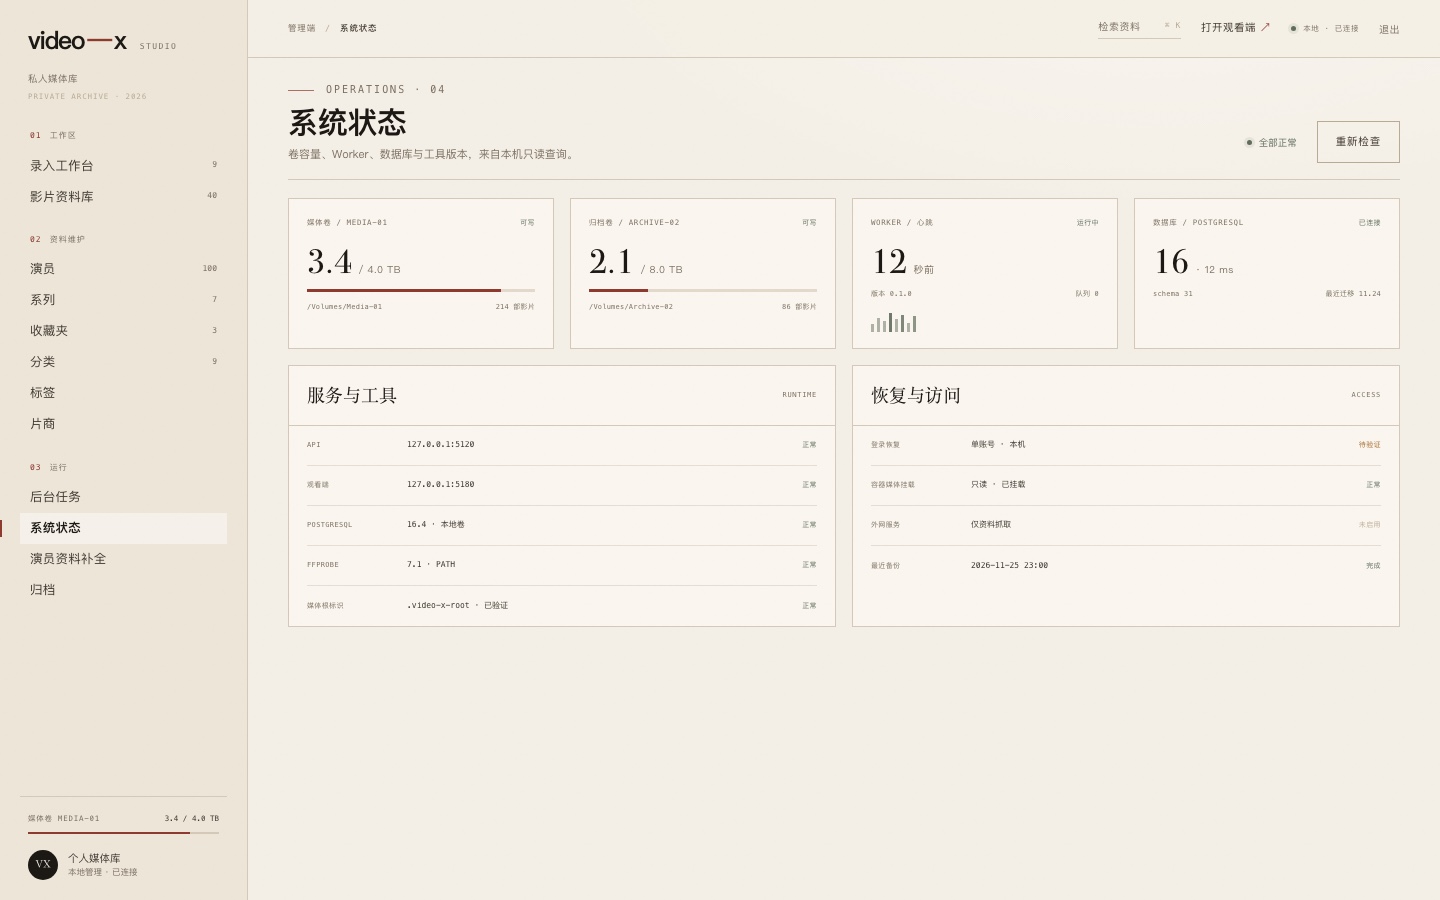 video—x STUDIO
私人媒体库
PRIVATE ARCHIVE · 2026
01 工作区
录入工作台 9
影片资料库 40
02 资料维护
演员 100
系列 7
收藏夹 3
分类 9
标签
片商
03 运行
后台任务
系统状态
演员资料补全
归档
媒体卷 MEDIA-01 3.4 / 4.0 TB
VX
个人媒体库
本地管理 · 已连接
管理端 / 系统状态
检索资料 ⌘ K
打开观看端 ↗
本地 · 已连接
退出
OPERATIONS · 04
系统状态
卷容量、Worker、数据库与工具版本，来自本机只读查询。
全部正常
重新检查
媒体卷 / MEDIA-01 可写
3.4 / 4.0 TB
/Volumes/Media-01 214 部影片
归档卷 / ARCHIVE-02 可写
2.1 / 8.0 TB
/Volumes/Archive-02 86 部影片
WORKER / 心跳 运行中
12 秒前
版本 0.1.0 队列 0
数据库 / POSTGRESQL 已连接
16 · 12 ms
schema 31 最近迁移 11.24
服务与工具 RUNTIME
API 127.0.0.1:5120 正常
观看端 127.0.0.1:5180 正常
POSTGRESQL 16.4 · 本地卷 正常
FFPROBE 7.1 · PATH 正常
媒体根标识 .video-x-root · 已验证 正常
恢复与访问 ACCESS
登录恢复 单账号 · 本机 待验证
容器媒体挂载 只读 · 已挂载 正常
外网服务 仅资料抓取 未启用
最近备份 2026-11-25 23:00 完成